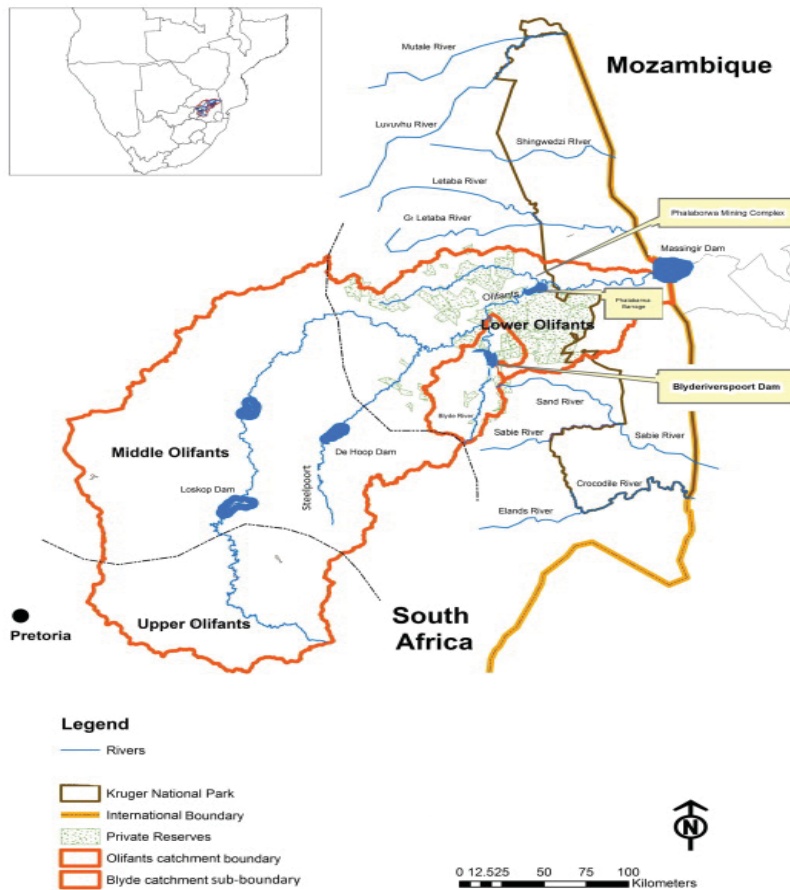 Mutale River
Mozambique
Luvuvhu River
Shingwedzi River
Letaba River
Gr Letaba River
Phalaborwa Mining Complex
Massingir Dam
Olifants
Phalaborwa
Barrage
Lower Olifants
Blyderiverspoort Dam
Sand River
Blyde River
Sabie River
Sabie River
Middle Olifants
De Hoop Dam
Steelpoort
Loskop Dam
Crocodile River
Elands River
Upper Olifants
South
Africa
Pretoria
Legend
Rivers
Kruger National Park
International Boundary
Private Reserves
Olifants catchment boundary
Blyde catchment sub-boundary
N
0 12.525 50 75 100
Kilometers